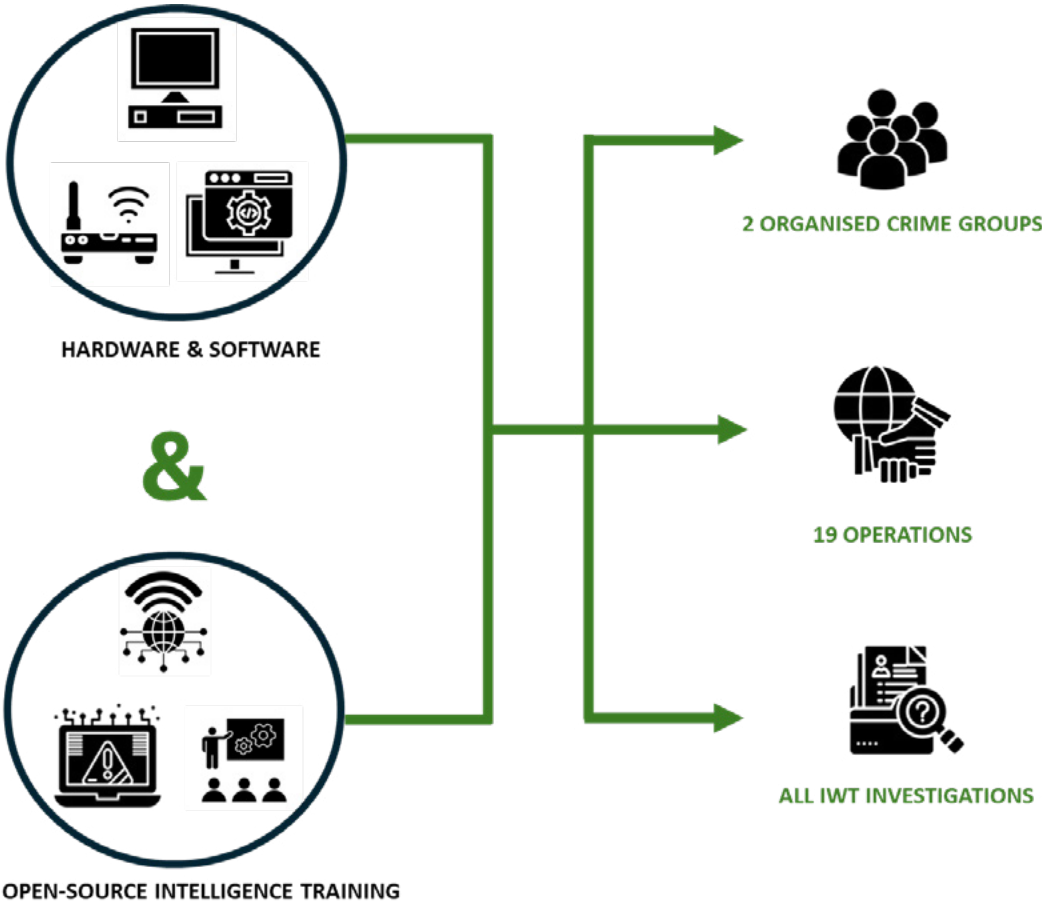 HARDWARE & SOFTWARE
&
OPEN-SOURCE INTELLIGENCE TRAINING
2 ORGANISED CRIME GROUPS
19 OPERATIONS
ALL IWT INVESTIGATIONS